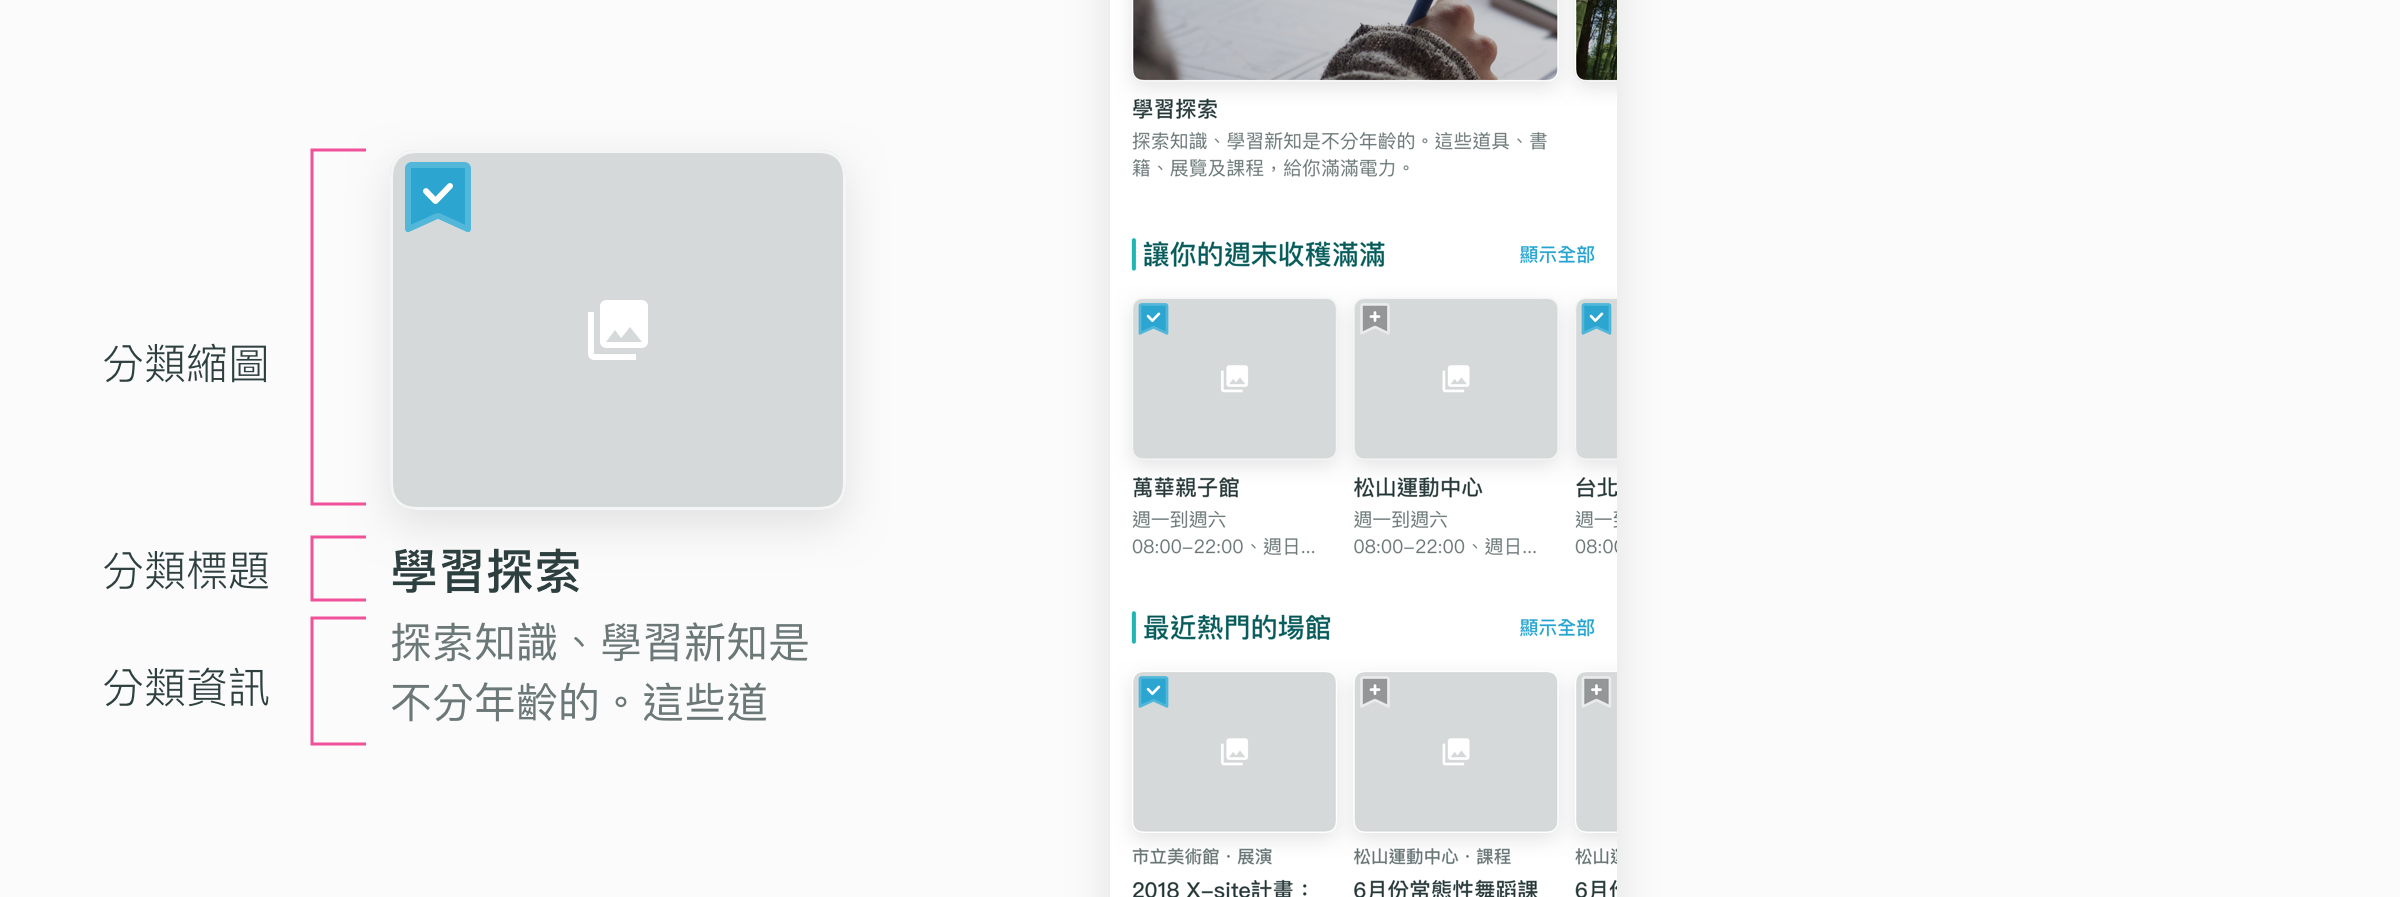 分類縮圖
分類標題
學習探索
分類資訊
探索知識、學習新知是
不分年齡的。這些道
學習探索
探索知識、學習新知是不分年齡的。這些道具、書
籍、展覽及課程，給你滿滿電力。
讓你的週末收穫滿滿
顯示全部
萬華親子館
松山運動中心
台北
週一到週六
週一到週六
週一
08:00–22:00、週日...
08:00–22:00、週日...
08:0
最近熱門的場館
顯示全部
市立美術館·展演
松山運動中心·課程
松山
2018 X–site計畫：
6月份常態性舞蹈課
6月